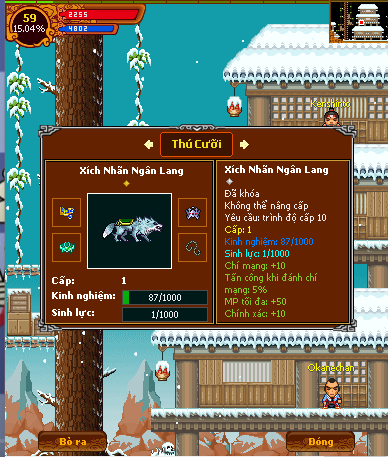 59
15.04%
2255
4802
Kenshinto
Thú Cưỡi
Xích Nhãn Ngân Lang
Cấp: 1
Kinh nghiệm: 87/1000
Sinh lực: 1/1000
Xích Nhãn Ngân Lang
Đã khóa
Không thể nâng cấp
Yêu cầu: trình độ cấp 10
Cấp: 1
Kinh nghiệm: 87/1000
Sinh lực: 1/1000
Chí mạng: +10
Tấn công khi đánh chí
mạng: 5%
MP tối đa: +50
Chính xác: +10
Okanechan
Bỏ ra
Đóng